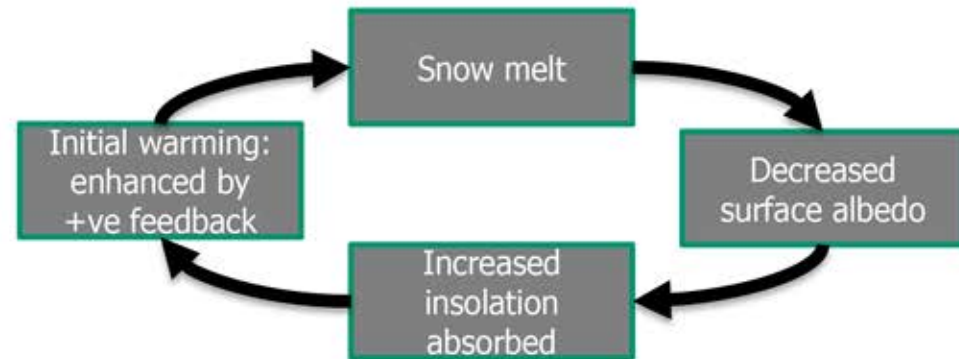 Snow melt
Initial warming:
enhanced by
+ve feedback
Decreased
surface albedo
Increased
insolation
absorbed